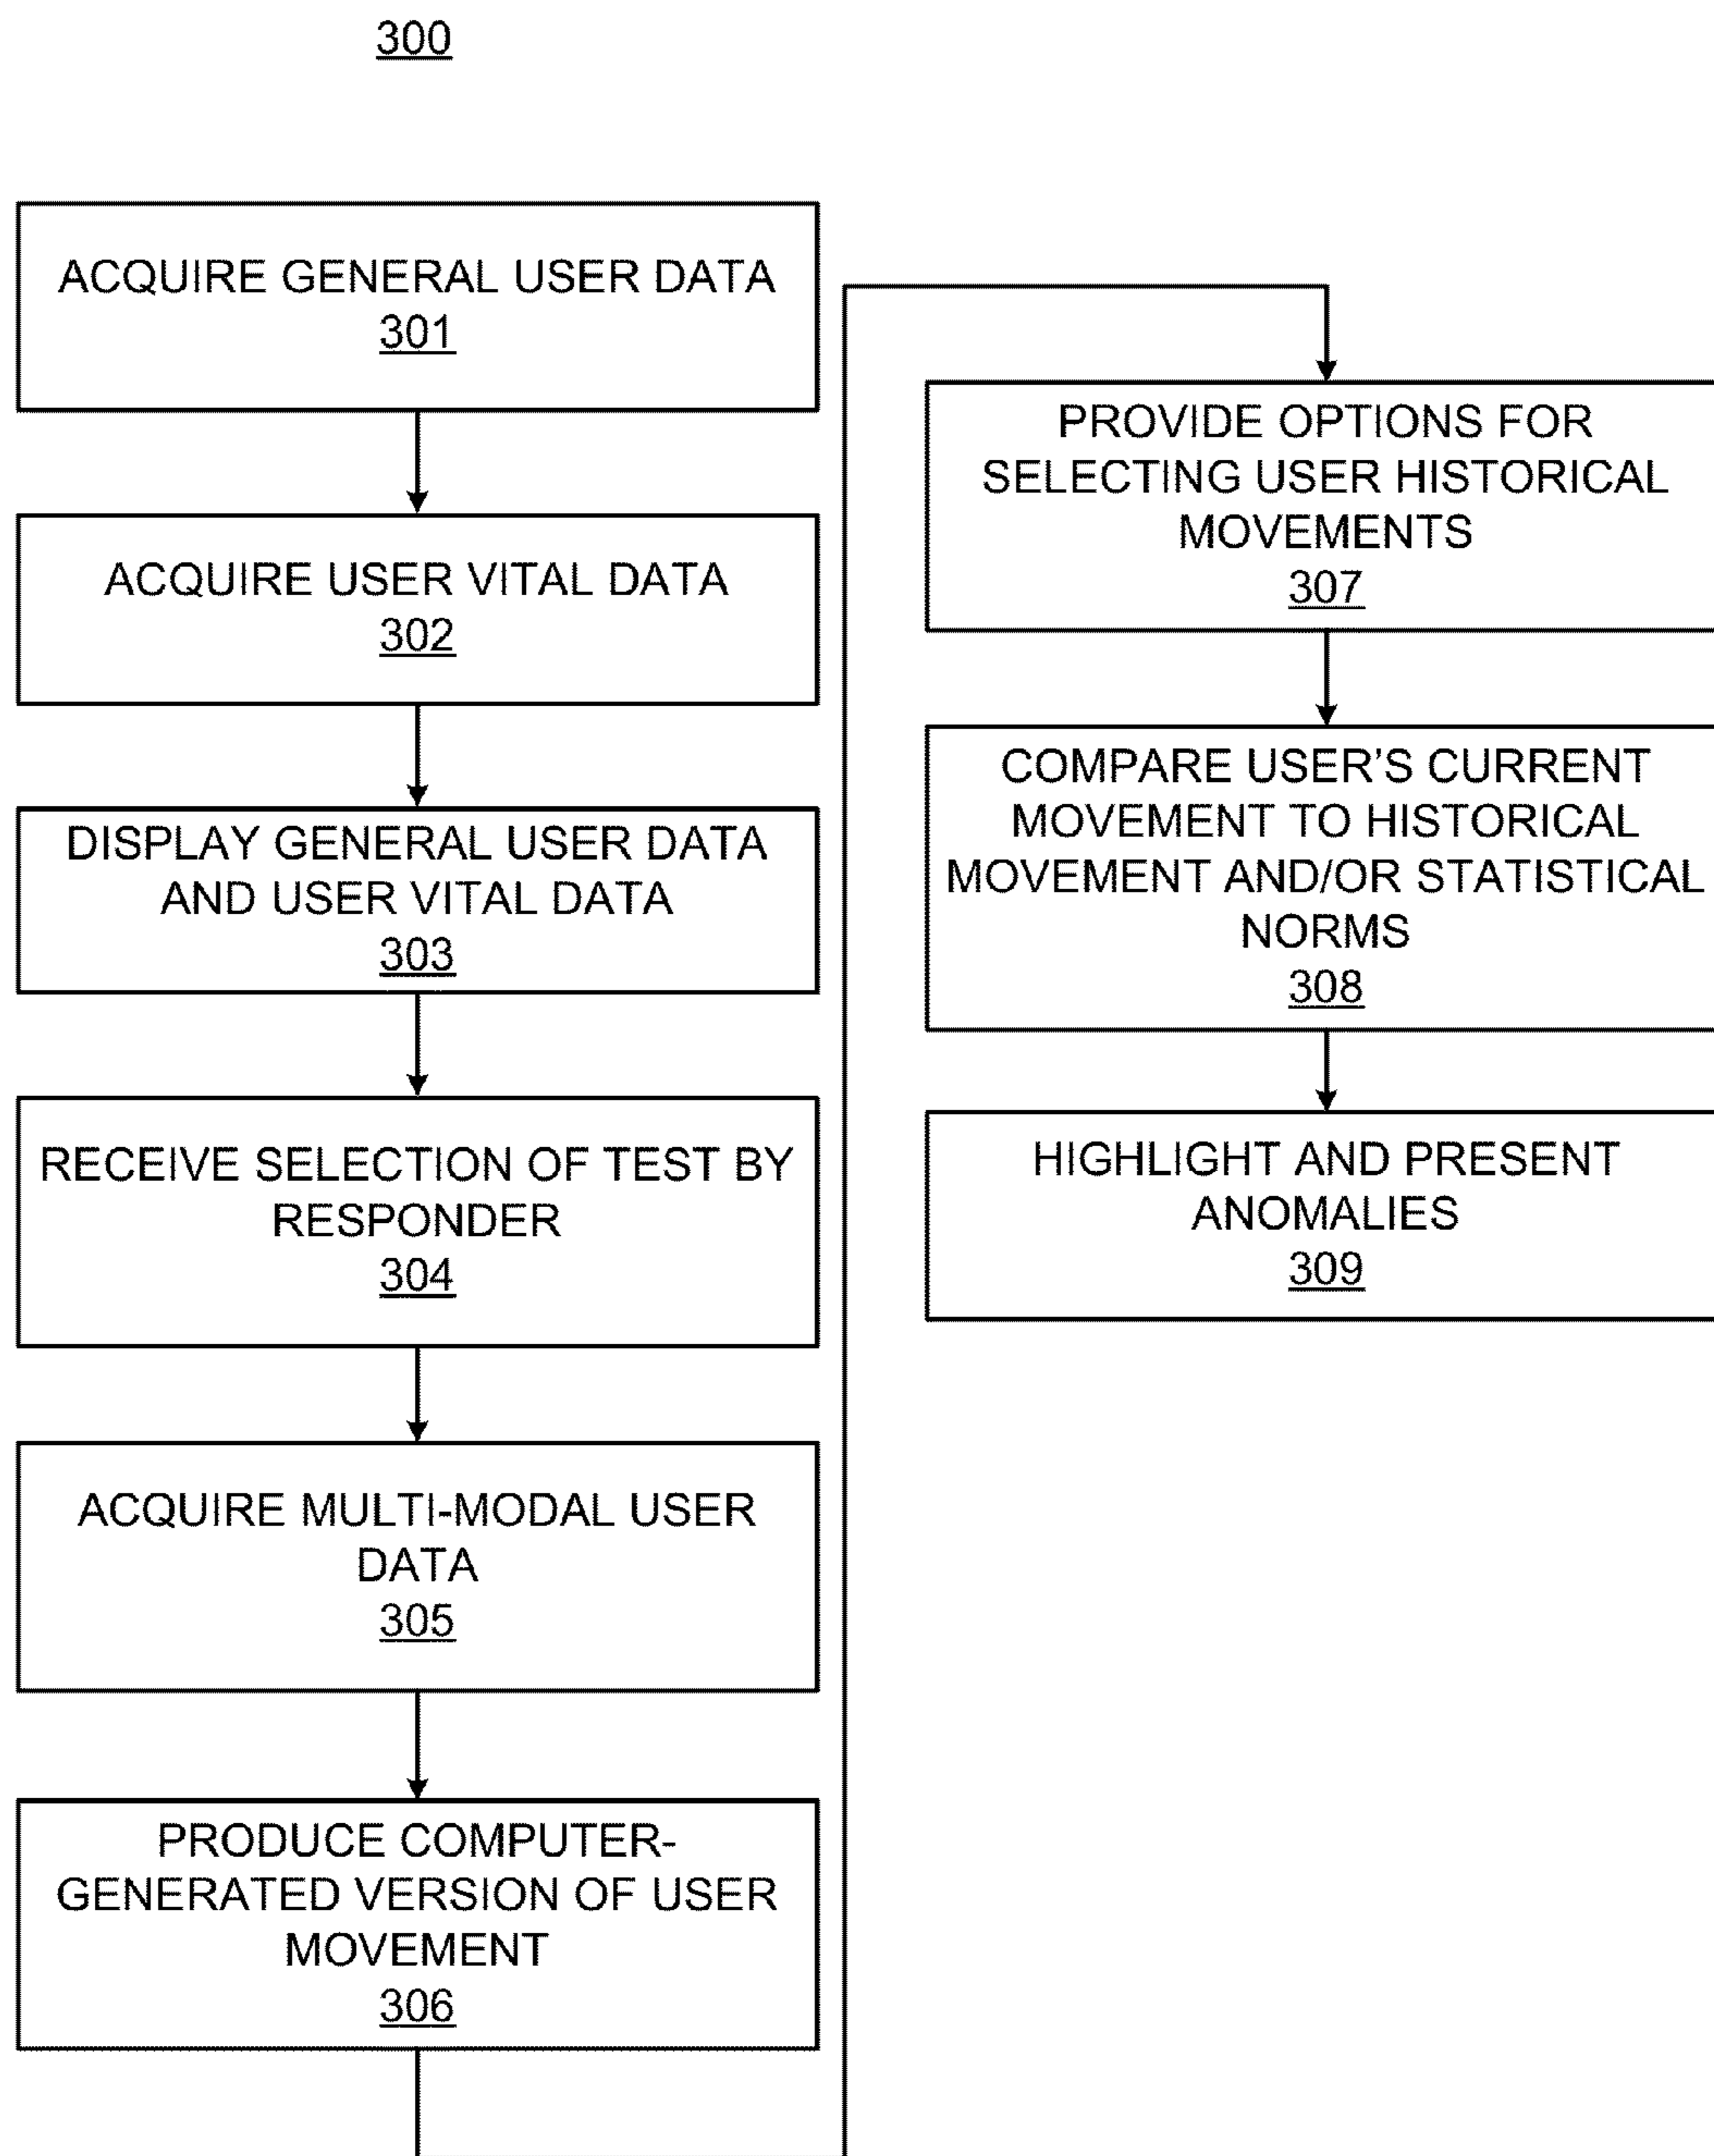 300
ACQUIRE GENERAL USER DATA
301
ACQUIRE USER VITAL DATA
302
DISPLAY GENERAL USER DATA
AND USER VITAL DATA
303
RECEIVE SELECTION OF TEST BY
RESPONDER
304
ACQUIRE MULTI-MODAL USER
DATA
305
PRODUCE COMPUTER-
GENERATED VERSION OF USER
MOVEMENT
306
PROVIDE OPTIONS FOR
SELECTING USER HISTORICAL
MOVEMENTS
307
COMPARE USER’S CURRENT
MOVEMENT TO HISTORICAL
MOVEMENT AND/OR STATISTICAL
NORMS
308
HIGHLIGHT AND PRESENT
ANOMALIES
309